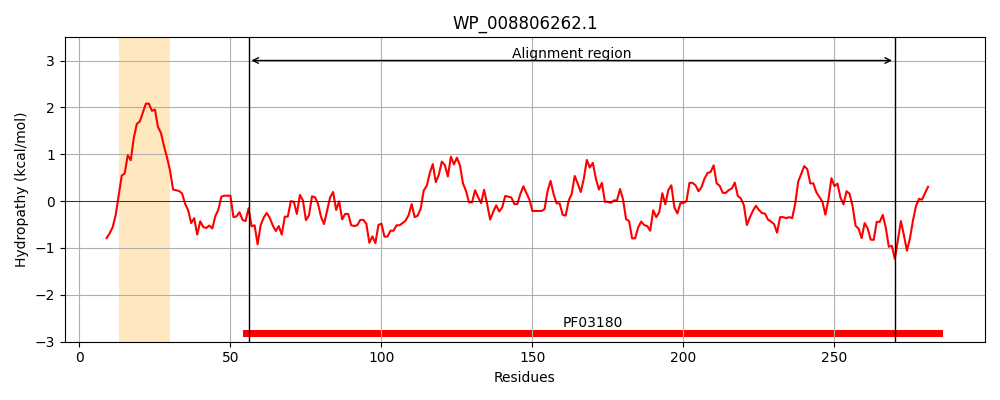 WP_008806262.1
Alignment region
3
2
1
0
−1
−2
−3
Hydropathy (kcal/mol)
PF03180
0 50 100 150 200 250
Residues